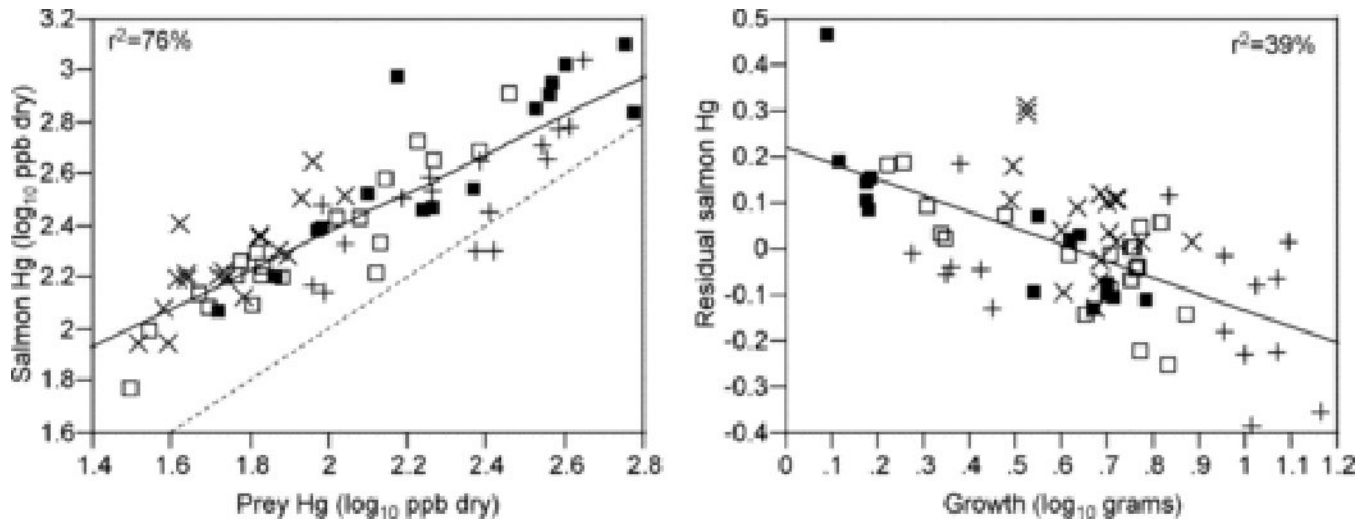 r²=76%
Salmon Hg (log₁₀ ppb dry)
3.2
3
2.8
2.6
2.4
2.2
2
1.8
1.6
1.4 1.6 1.8 2 2.2 2.4 2.6 2.8
Prey Hg (log₁₀ ppb dry)
r²=39%
Residual salmon Hg
0.5
0.4
0.3
0.2
0.1
0
-0.1
-0.2
-0.3
-0.4
0 .1 .2 .3 .4 .5 .6 .7 .8 .9 1 1.1 1.2
Growth (log₁₀ grams)